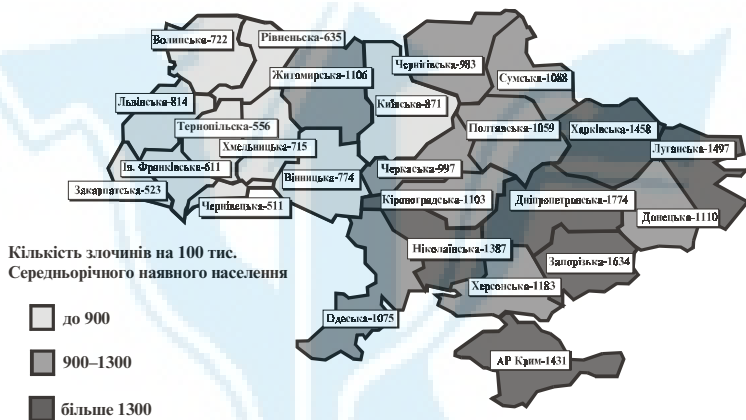 Волинська-722
Рівненьска-635
Житомирська-1106
Чернігівська-983
Сумська-1088
Львівська-814
Київська-871
Тернопільска-556
Полтавська-1059
Харківська-1458
Хмельницька-715
Луганська-1497
Ів. Франківська-611
Черкаська-997
Закарпатська-523
Вінницька-774
Чернівецька-511
Кіровоградська-1103
Дніпропетровська-1774
Донецька-1110
Кількість злочинів на 100 тис.
Середньорічного наявного населення
Ніколаїнська-1387
Запорізька-1634
Херсонська-1183
до 900
Одеська-1075
900–1300
АР Крим-1431
більше 1300